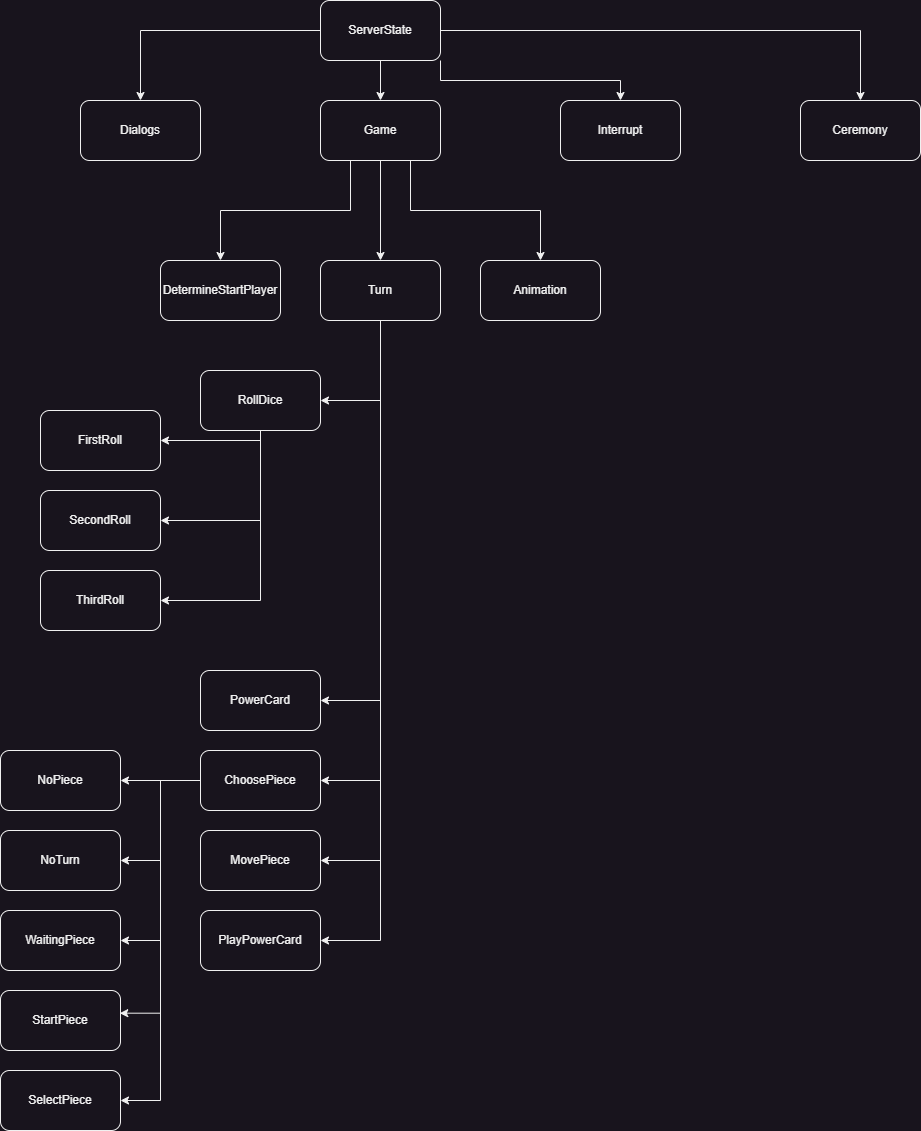 ServerState
Dialogs
Game
Interrupt
Ceremony
DetermineStartPlayer
Turn
Animation
RollDice
FirstRoll
SecondRoll
ThirdRoll
PowerCard
NoPiece
ChoosePiece
NoTurn
MovePiece
WaitingPiece
PlayPowerCard
StartPiece
SelectPiece